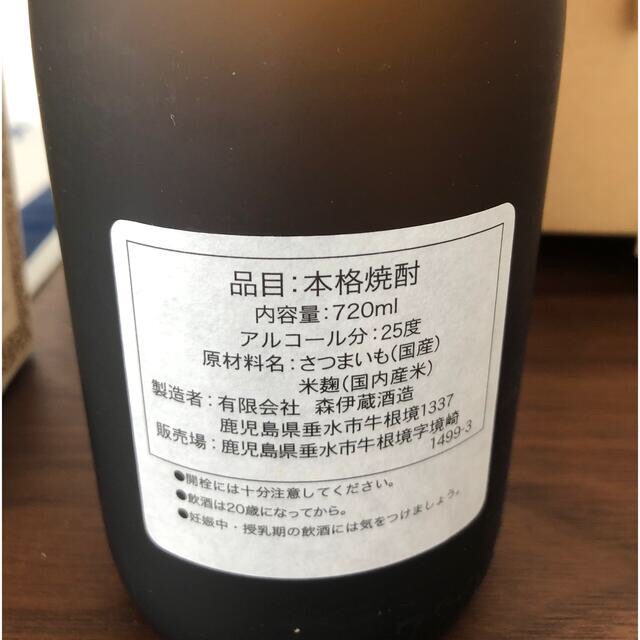 品目:本格焼酎
内容量:720ml
アルコール分:25度
原材料名:さつまいも(国産)
米麹(国内産米)
製造者:有限会社 森伊蔵酒造
鹿児島県垂水市牛根境1337
販売場:鹿児島県垂水市牛根境字境崎
1499-3
●開栓には十分注意してください。
●飲酒は20歳になってから。
●妊娠中・授乳期の飲酒には気をつけましょう。